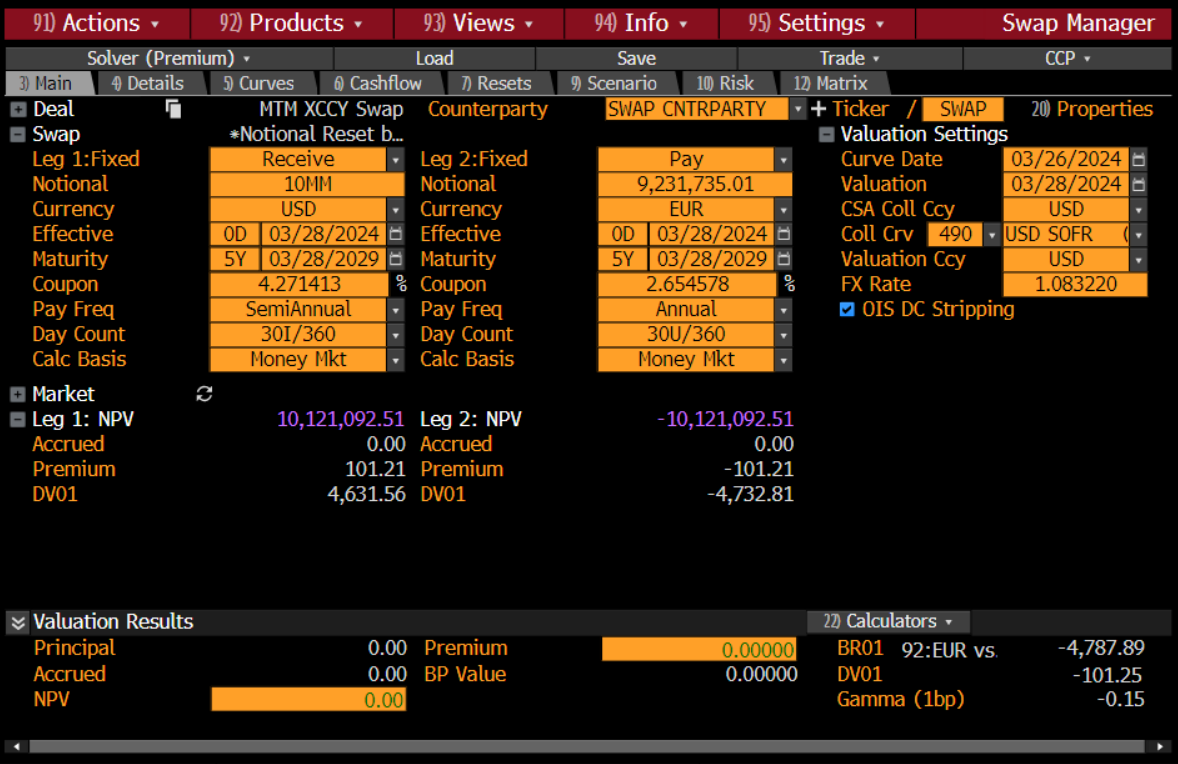 91) Actions 92) Products 93) Views 94) Info 95) Settings Swap Manager
Solver (Premium) Load Save Trade CCP
3) Main 4) Details 5) Curves 6) Cashflow 7) Resets 9) Scenario 10) Risk 12) Matrix
Deal MTM XCCY Swap Counterparty SWAP CNTRPARTY Ticker / SWAP 20) Properties
Swap *Notional Reset b... Valuation Settings
Leg 1:Fixed Receive Leg 2:Fixed Pay Curve Date 03/26/2024
Notional 10MM Notional 9,231,735.01 Valuation 03/28/2024
Currency USD Currency EUR CSA Coll Ccy USD
Effective 0D 03/28/2024 Effective 0D 03/28/2024 Coll Crv 490 USD SOFR (
Maturity 5Y 03/28/2029 Maturity 5Y 03/28/2029 Valuation Ccy USD
Coupon 4.271413 % Coupon 2.654578 % FX Rate 1.083220
Pay Freq SemiAnnual Pay Freq Annual OIS DC Stripping
Day Count 30I/360 Day Count 30U/360
Calc Basis Money Mkt Calc Basis Money Mkt
Market
Leg 1: NPV 10,121,092.51 Leg 2: NPV -10,121,092.51
Accrued 0.00 Accrued 0.00
Premium 101.21 Premium -101.21
DV01 4,631.56 DV01 -4,732.81
Valuation Results 22) Calculators
Principal 0.00 Premium 0.00000 BR01 92:EUR vs. -4,787.89
Accrued 0.00 BP Value 0.00000 DV01 -101.25
NPV 0.00 Gamma (1bp) -0.15